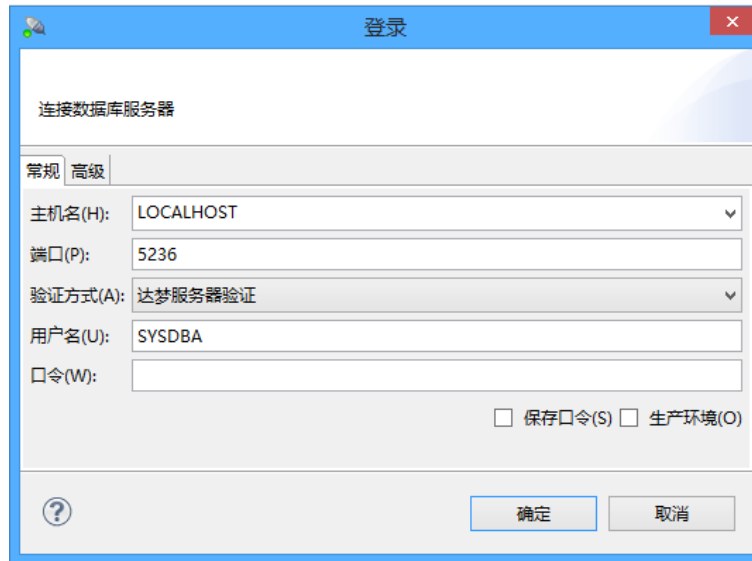 登录
连接数据库服务器
常规 高级
主机名(H): LOCALHOST
端口(P): 5236
验证方式(A): 达梦服务器验证
用户名(U): SYSDBA
口令(W):
保存口令(S) 生产环境(O)
确定 取消